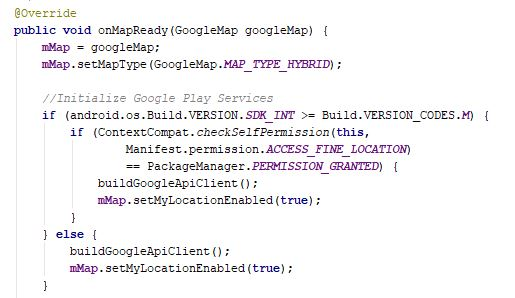 @Override
public void onMapReady(GoogleMap googleMap) {
    mMap = googleMap;
    mMap.setMapType(GoogleMap.MAP_TYPE_HYBRID);

    //Initialize Google Play Services
    if (android.os.Build.VERSION.SDK_INT >= Build.VERSION_CODES.M) {
        if (ContextCompat.checkSelfPermission(this,
                Manifest.permission.ACCESS_FINE_LOCATION)
                == PackageManager.PERMISSION_GRANTED) {
            buildGoogleApiClient();
            mMap.setMyLocationEnabled(true);
        }
    } else {
        buildGoogleApiClient();
        mMap.setMyLocationEnabled(true);
    }